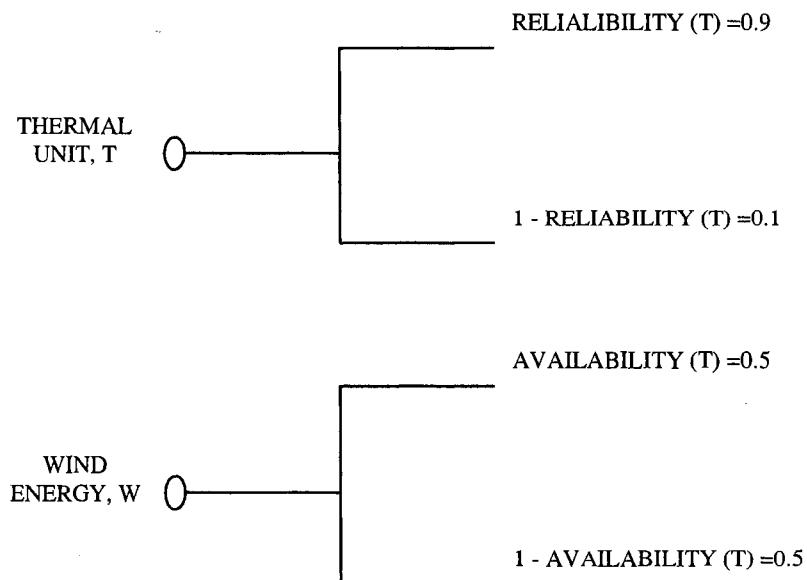 RELIALIBILITY (T) =0.9
THERMAL
UNIT, T
1 - RELIABILITY (T) =0.1
AVAILABILITY (T) =0.5
WIND
ENERGY, W
1 - AVAILABILITY (T) =0.5